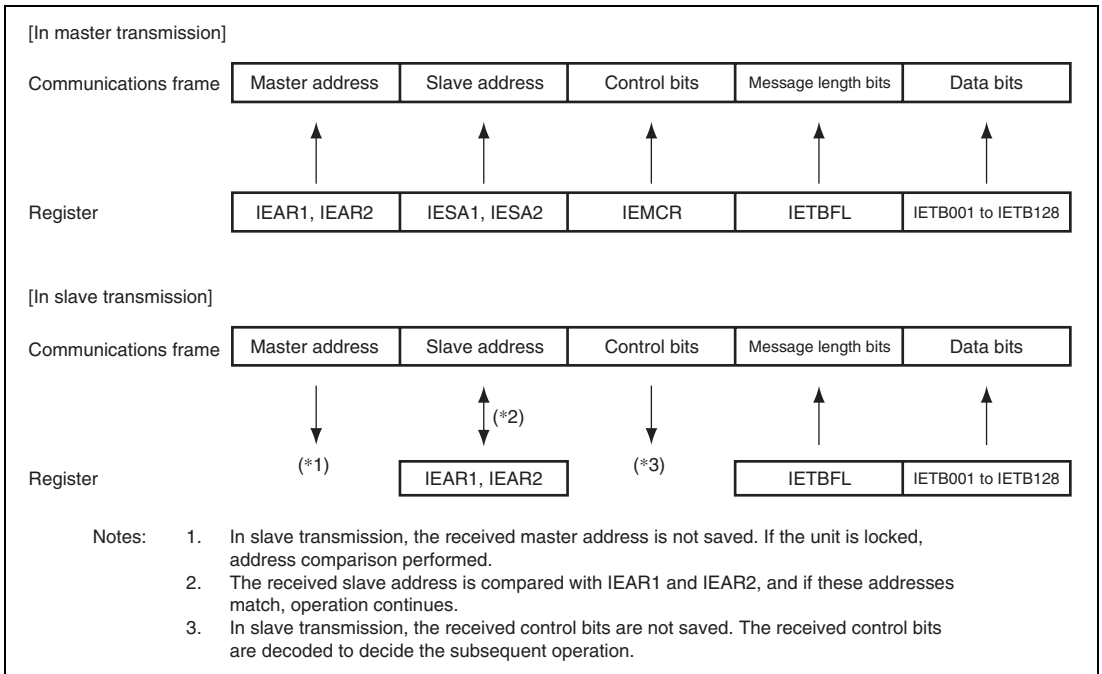 [In master transmission]
Communications frame Master address Slave address Control bits Message length bits Data bits
Register IEAR1, IEAR2 IESA1, IESA2 IEMCR IETBFL IETB001 to IETB128
[In slave transmission]
Communications frame Master address Slave address Control bits Message length bits Data bits
(*2)
(*1) (*3)
Register IEAR1, IEAR2 IETBFL IETB001 to IETB128
Notes: 1. In slave transmission, the received master address is not saved. If the unit is locked,
address comparison performed.
2. The received slave address is compared with IEAR1 and IEAR2, and if these addresses
match, operation continues.
3. In slave transmission, the received control bits are not saved. The received control bits
are decoded to decide the subsequent operation.